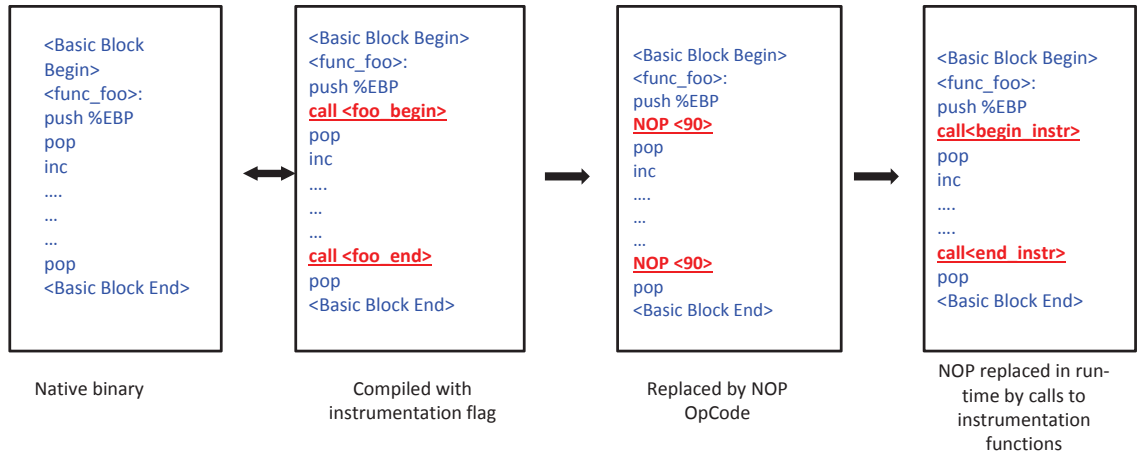 <Basic Block
Begin>
<func_foo>:
push %EBP
pop
inc
....
...
...
pop
<Basic Block End>
Native binary
<Basic Block Begin>
<func_foo>:
push %EBP
call <foo_begin>
pop
inc
....
...
...
call <foo_end>
pop
<Basic Block End>
Compiled with
instrumentation flag
<Basic Block Begin>
<func_foo>:
push %EBP
NOP <90>
pop
inc
....
...
...
NOP <90>
pop
<Basic Block End>
Replaced by NOP
OpCode
<Basic Block Begin>
<func_foo>:
push %EBP
call<begin_instr>
pop
inc
....
....
call<end_instr>
pop
<Basic Block End>
NOP replaced in run-
time by calls to
instrumentation
functions